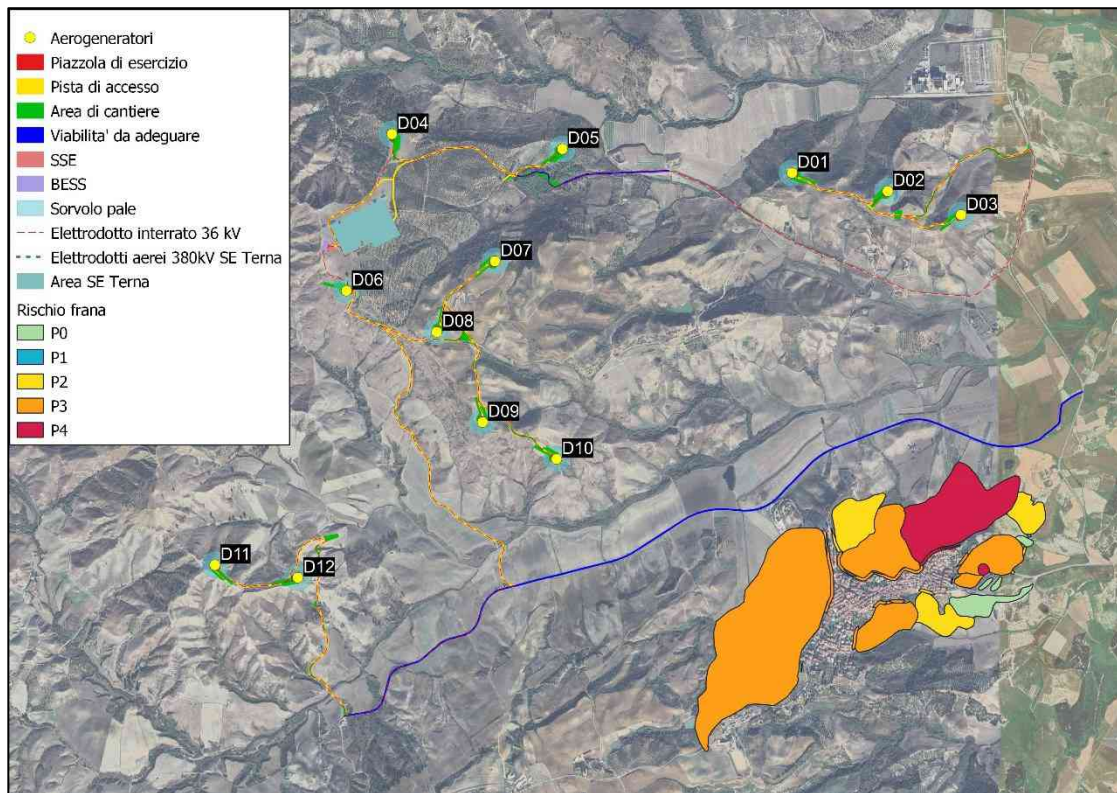 Aerogeneratori
Piazzola di esercizio
Pista di accesso
Area di cantiere
Viabilita' da adeguare
SSE
BESS
Sorvolo pale
Elettrodotto interrato 36 kV
Elettrodotti aerei 380kV SE Terna
Area SE Terna
Rischio frana
P0
P1
P2
P3
P4
D04
D05
D01
D02
D03
D07
D06
D08
D09
D10
D11
D12